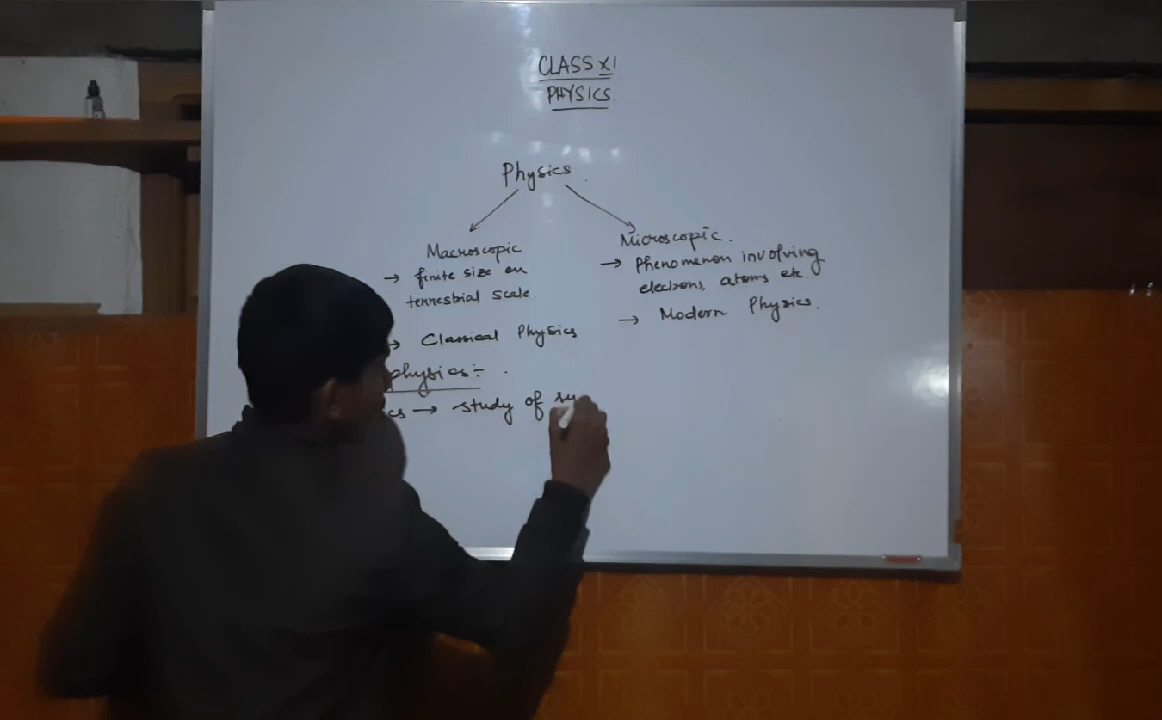 CLASS XI
PHYSICS
Physics
Macroscopic
→ finite size on
terrestrial scale
→ Classical Physics
Microscopic.
→ Phenomenon involving
electrons, atoms etc
→ Modern Physics.
physics:-
→ study of